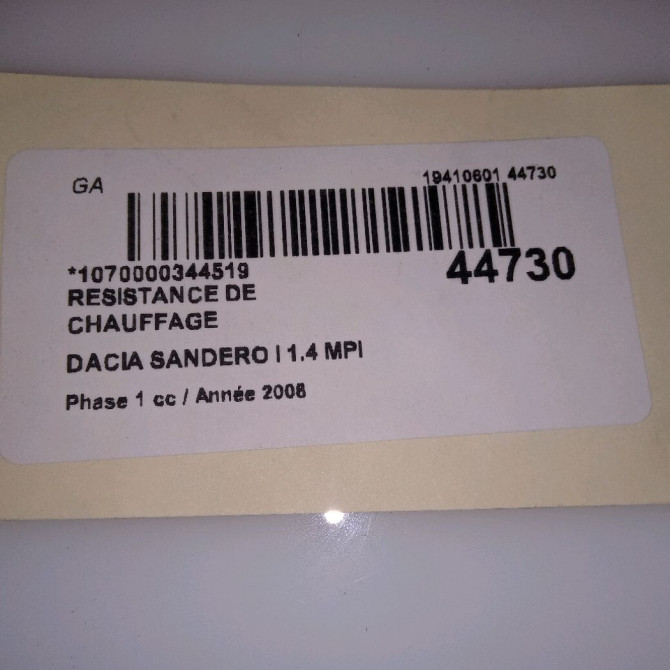 GA
19410601 44730
*1070000344519
44730
RESISTANCE DE
CHAUFFAGE
DACIA SANDERO I 1.4 MPI
Phase 1 cc / Année 2008